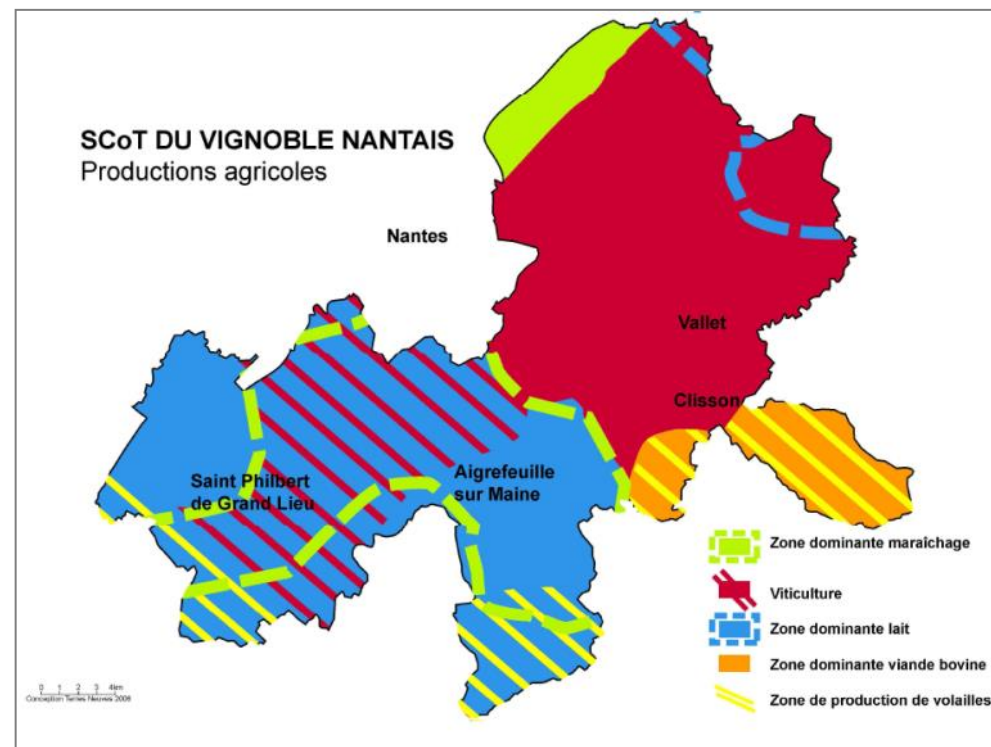 SCoT DU VIGNOBLE NANTAIS
Productions agricoles
Nantes
Vallet
Clisson
Saint Philbert
de Grand Lieu
Aigrefeuille
sur Maine
Zone dominante maraîchage
Viticulture
Zone dominante lait
Zone dominante viande bovine
Zone de production de volailles
0 1 2 3 4km
Conception Terres Neuves 2008